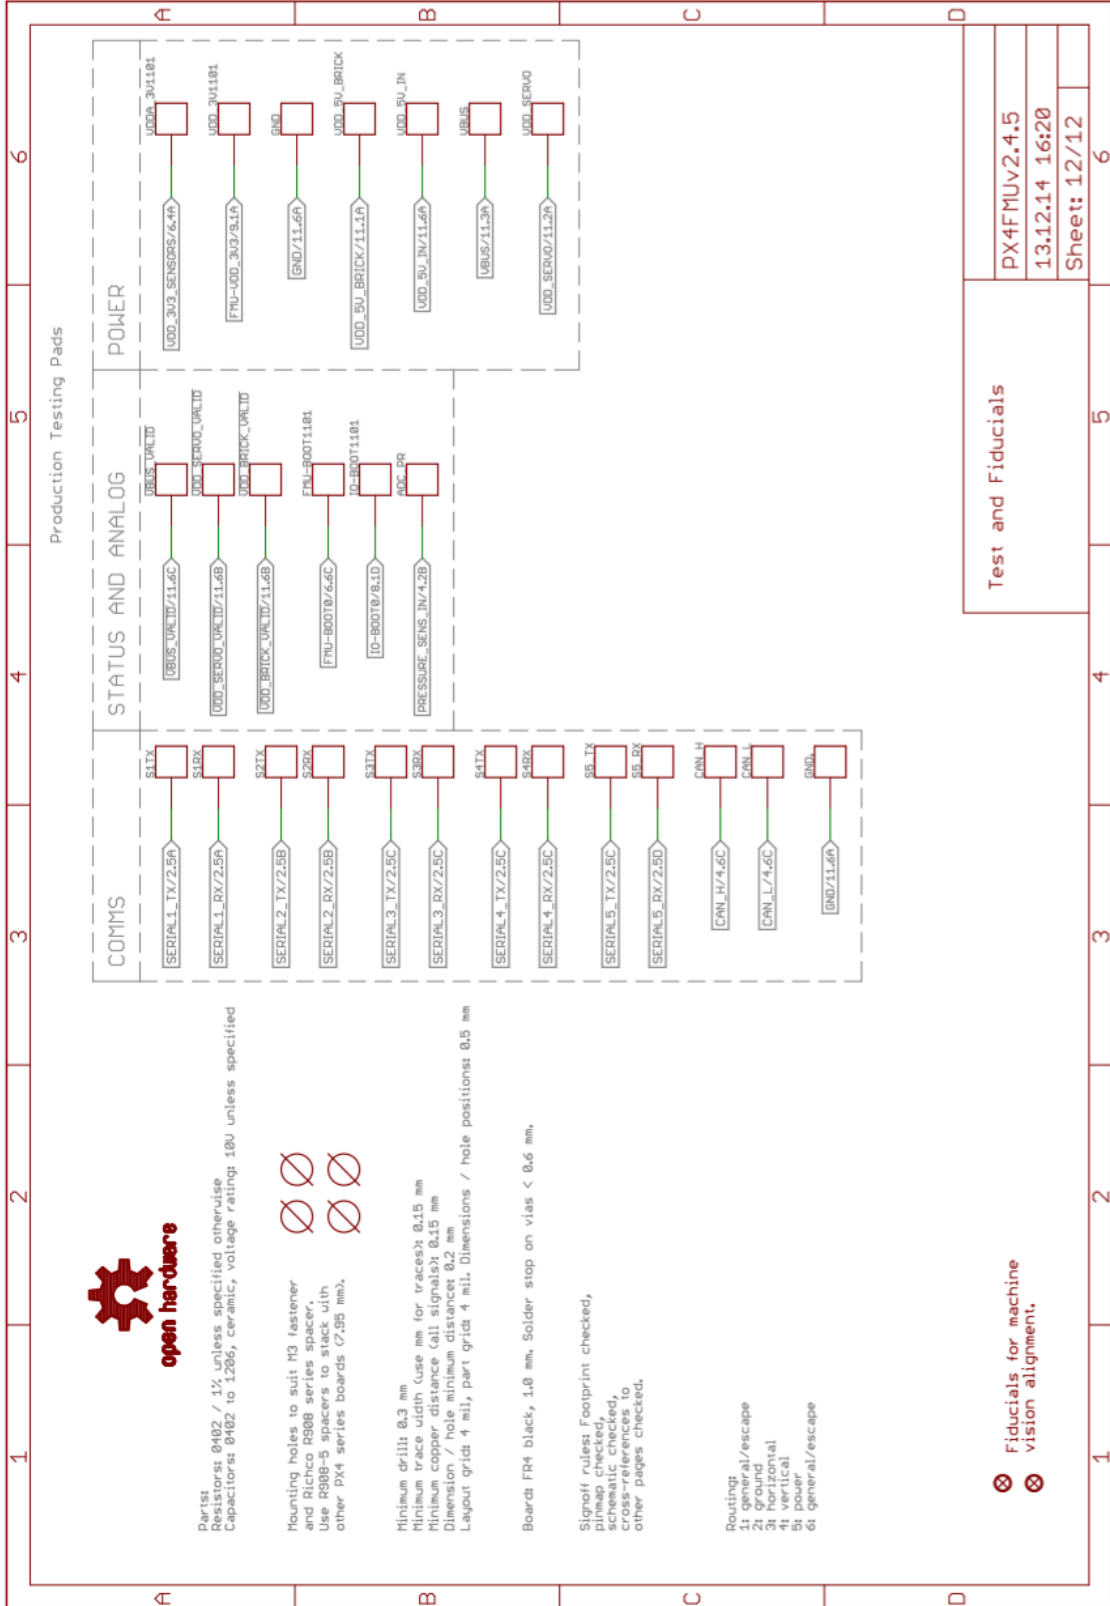 1
2
3
4
5
6
A
B
C
D
open hardware
Parts:
Resistors: 0402 / 1% unless specified otherwise
Capacitors: 0402 to 1206, ceramic, voltage rating: 10V unless specified
Mounting holes to suit M3 fastener
and Richco R908 series spacer.
Use R908-5 spacers to stack with
other PX4 series boards (7.95 mm).
Minimum drill: 0.3 mm
Minimum trace width (use mm for traces): 0.15 mm
Minimum copper distance (all signals): 0.15 mm
Dimension / hole minimum distance: 0.2 mm
Layout grid: 4 mil, part grid: 4 mil. Dimensions / hole positions: 0.5 mm
Board: FR4 black, 1.0 mm. Solder stop on vias < 0.6 mm.
Signoff rules: Footprint checked,
pinmap checked,
schematic checked,
cross-references to
other pages checked.
Routing:
1: general/escape
2: ground
3: horizontal
4: vertical
5: power
6: general/escape
Fiducials for machine
vision alignment.
Production Testing Pads
COMMS
SERIAL1_TX/2.5A S1TX
SERIAL1_RX/2.5A S1RX
SERIAL2_TX/2.5B S2TX
SERIAL2_RX/2.5B S2RX
SERIAL3_TX/2.5C S3TX
SERIAL3_RX/2.5C S3RX
SERIAL4_TX/2.5C S4TX
SERIAL4_RX/2.5C S4RX
SERIAL5_TX/2.5C S5_TX
SERIAL5_RX/2.5D S5_RX
CAN_H/4.6C CAN_H
CAN_L/4.6C CAN_L
GND/11.6A GND.
STATUS AND ANALOG
VBUS_VALID/11.6C VBUS_VALID
VDD_SERVO_VALID/11.6B VDD_SERVO_VALID
VDD_BRICK_VALID/11.6B VDD_BRICK_VALID
FMU-BOOT0/6.6C FMU-BOOT1101
IO-BOOT0/8.1D IO-BOOT1101
PRESSURE_SENS_IN/4.2B ADC_PR
POWER
VDD_3V3_SENSORS/6.4A VDDA_3V1101
FMU-VDD_3V3/9.1A VDD_3V1101
GND/11.6A GND
VDD_5V_BRICK/11.1A VDD_5V_BRICK
VDD_5V_IN/11.6A VDD_5V_IN
VBUS/11.3A VBUS
VDD_SERVO/11.2A VDD_SERVO
Test and Fiducials
PX4FMUv2.4.5
13.12.14 16:20
Sheet: 12/12
A
B
C
D
1
2
3
4
5
6